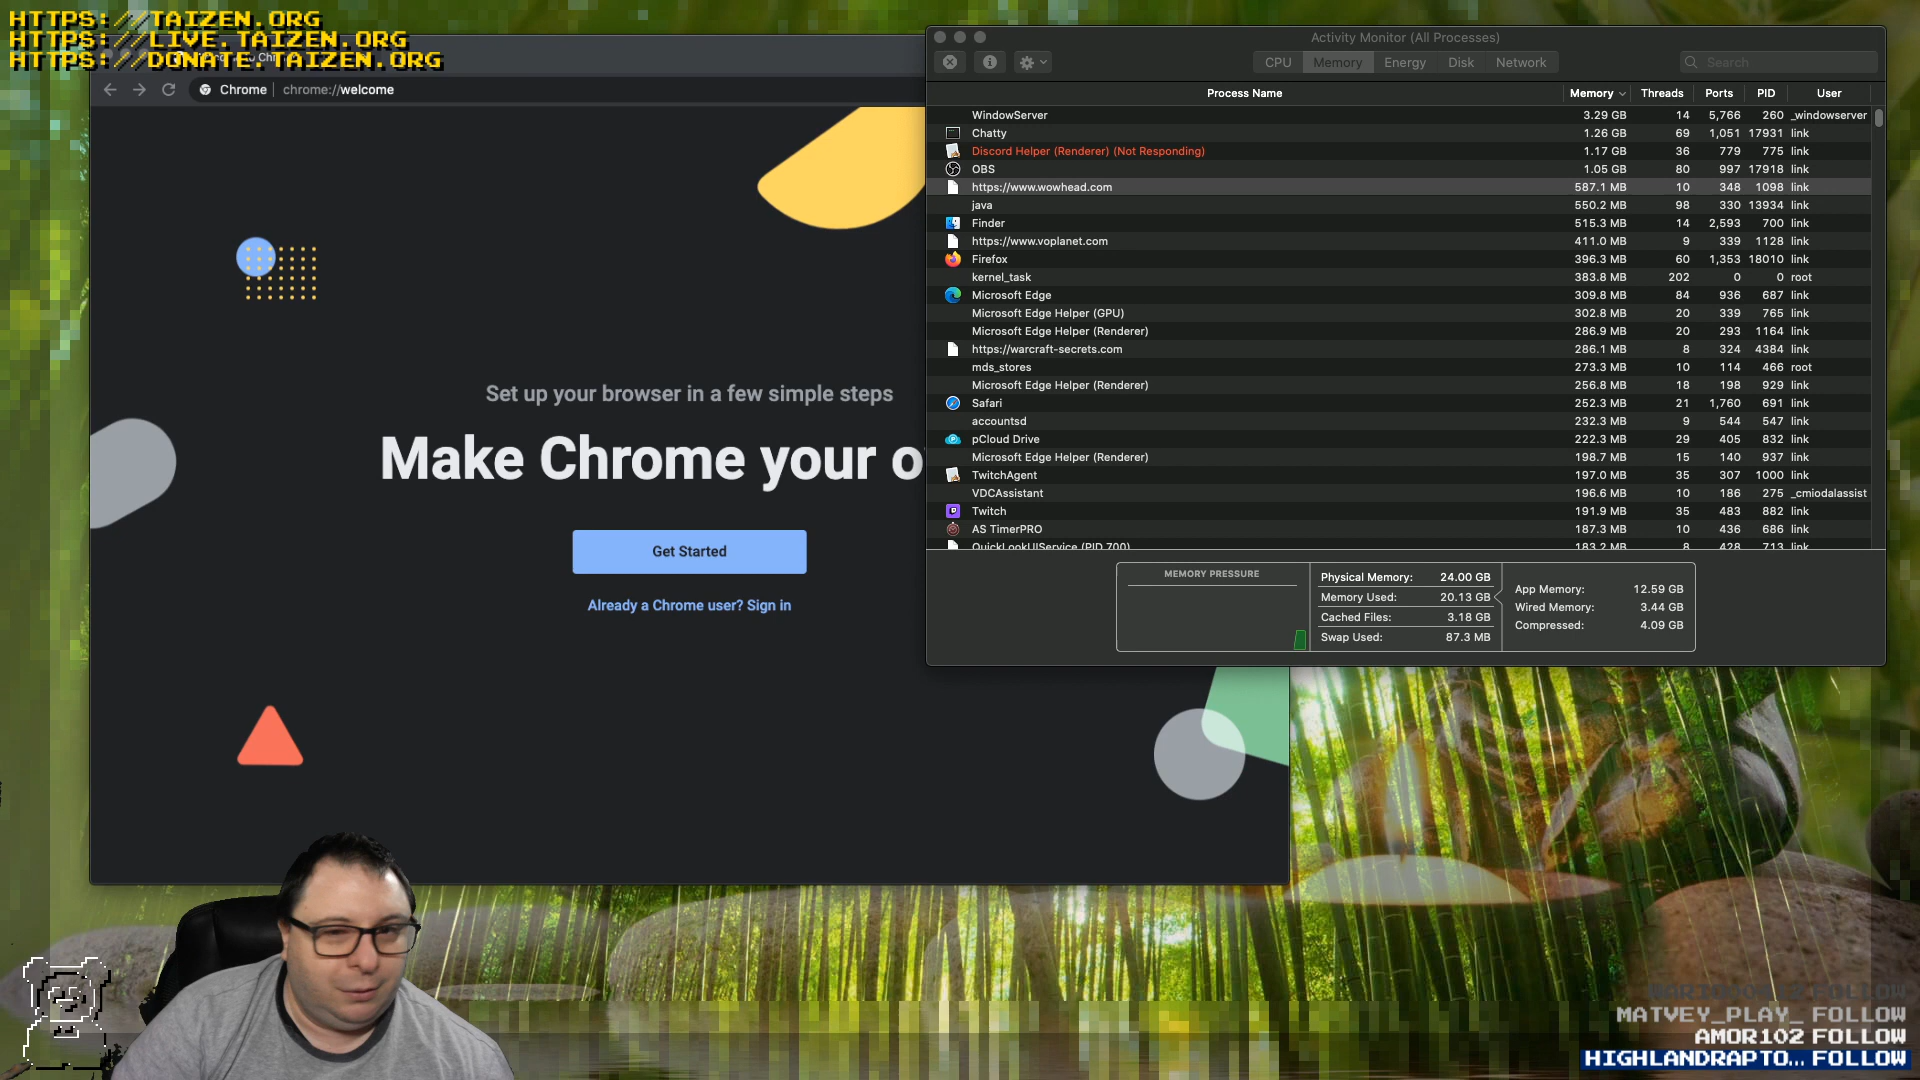 HTTPS://TAIZEN.ORG
HTTPS://LIVE.TAIZEN.ORG
HTTPS://DONATE.TAIZEN.ORG
Chrome | chrome://welcome
Set up your browser in a few simple steps
Make Chrome your o
Get Started
Already a Chrome user? Sign in
Activity Monitor (All Processes)
CPU Memory Energy Disk Network Search
Process Name Memory Threads Ports PID User
WindowServer 3.29 GB 14 5,766 260 _windowserver
Chatty 1.26 GB 69 1,051 17931 link
Discord Helper (Renderer) (Not Responding) 1.17 GB 36 779 775 link
OBS 1.05 GB 80 997 17918 link
https://www.wowhead.com 587.1 MB 10 348 1098 link
java 550.2 MB 98 330 13934 link
Finder 515.3 MB 14 2,593 700 link
https://www.voplanet.com 411.0 MB 9 339 1128 link
Firefox 396.3 MB 60 1,353 18010 link
kernel_task 383.8 MB 202 0 0 root
Microsoft Edge 309.8 MB 84 936 687 link
Microsoft Edge Helper (GPU) 302.8 MB 20 339 765 link
Microsoft Edge Helper (Renderer) 286.9 MB 20 293 1164 link
https://warcraft-secrets.com 286.1 MB 8 324 4384 link
mds_stores 273.3 MB 10 114 466 root
Microsoft Edge Helper (Renderer) 256.8 MB 18 198 929 link
Safari 252.3 MB 21 1,760 691 link
accountsd 232.3 MB 9 544 547 link
pCloud Drive 222.3 MB 29 405 832 link
Microsoft Edge Helper (Renderer) 198.7 MB 15 140 937 link
TwitchAgent 197.0 MB 35 307 1000 link
VDCAssistant 196.6 MB 10 186 275 _cmiodalassist
Twitch 191.9 MB 35 483 882 link
AS TimerPRO 187.3 MB 10 436 686 link
QuickLookUIService (PID 700) 183.2 MB 8 428 713 link
MEMORY PRESSURE
Physical Memory: 24.00 GB
Memory Used: 20.13 GB
Cached Files: 3.18 GB
Swap Used: 87.3 MB
App Memory: 12.59 GB
Wired Memory: 3.44 GB
Compressed: 4.09 GB
FOLLOW
MATVEY_PLAY_ FOLLOW
AMOR102 FOLLOW
HIGHLANDRAPTO... FOLLOW